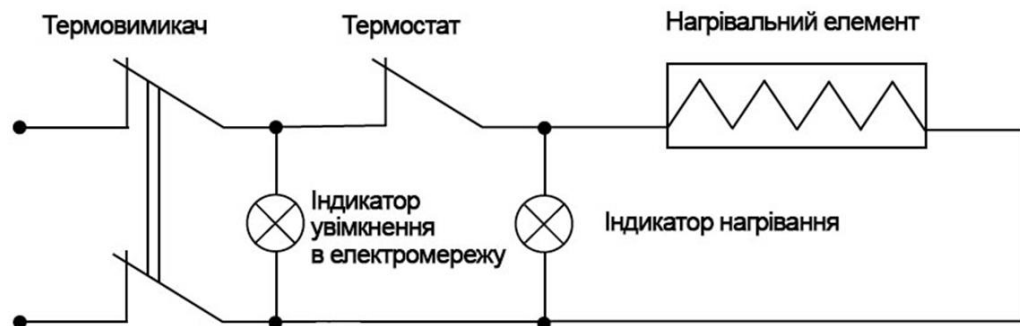 Термовимикач
Термостат
Нагрівальний елемент
Індикатор
увімкнення
в електромережу
Індикатор нагрівання